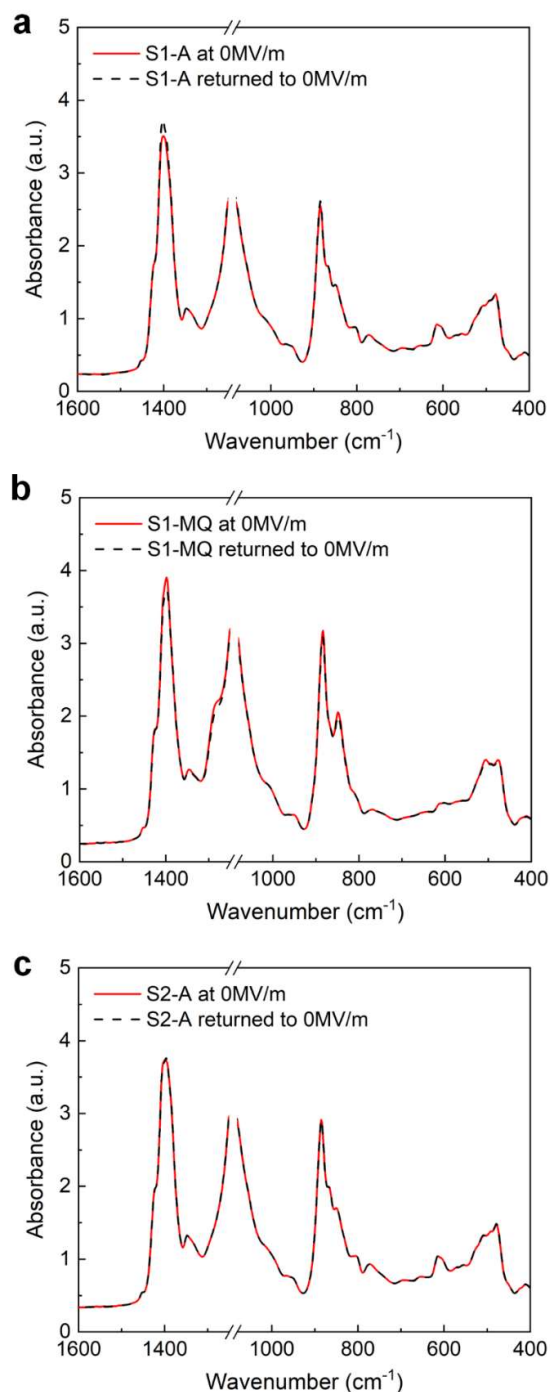 a
S1-A at 0MV/m
S1-A returned to 0MV/m
Absorbance (a.u.)
5
4
3
2
1
0
1600 1400 1000 800 600 400
Wavenumber (cm⁻¹)
b
S1-MQ at 0MV/m
S1-MQ returned to 0MV/m
Absorbance (a.u.)
5
4
3
2
1
0
1600 1400 1000 800 600 400
Wavenumber (cm⁻¹)
c
S2-A at 0MV/m
S2-A returned to 0MV/m
Absorbance (a.u.)
5
4
3
2
1
0
1600 1400 1000 800 600 400
Wavenumber (cm⁻¹)